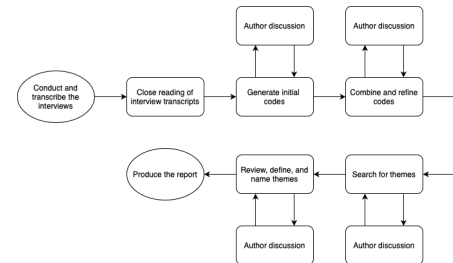 Author discussion
Author discussion
Conduct and
transcribe the
interviews
Close reading of
interview transcripts
Generate initial
codes
Combine and refine
codes
Produce the report
Review, define, and
name themes
Search for themes
Author discussion
Author discussion